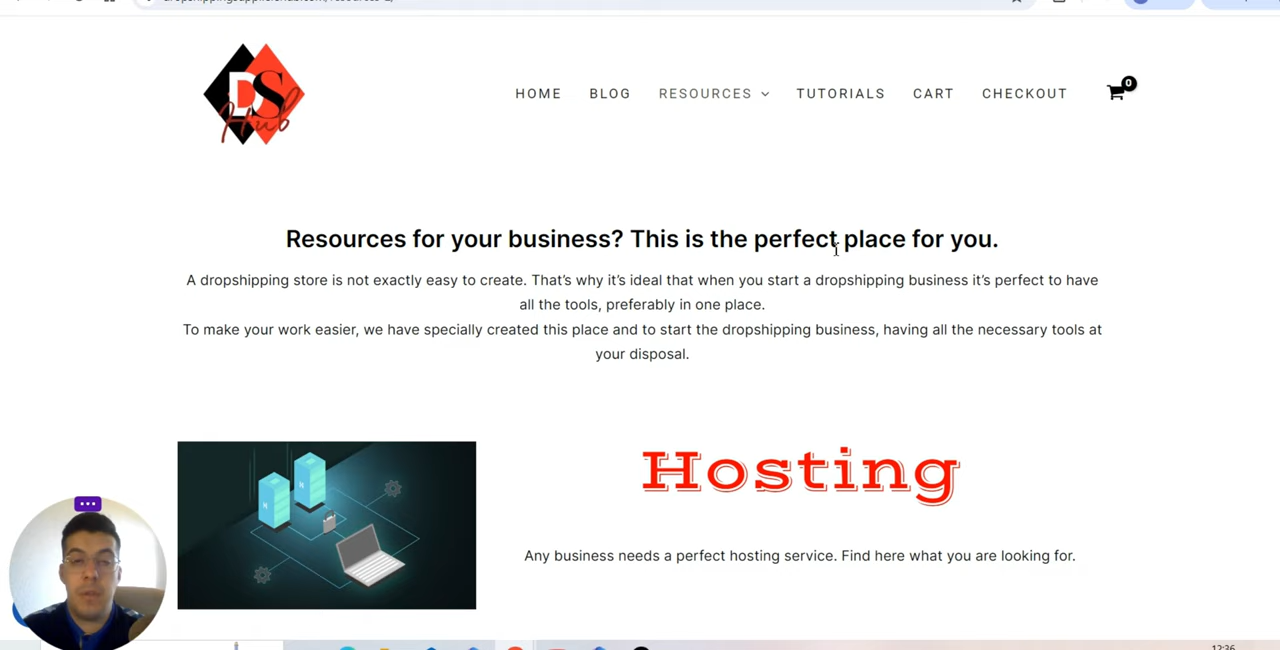 DS
Hub
HOME BLOG RESOURCES TUTORIALS CART CHECKOUT 0
Resources for your business? This is the perfect place for you.
A dropshipping store is not exactly easy to create. That's why it's ideal that when you start a dropshipping business it's perfect to have
all the tools, preferably in one place.
To make your work easier, we have specially created this place and to start the dropshipping business, having all the necessary tools at
your disposal.
Hosting
Any business needs a perfect hosting service. Find here what you are looking for.
12:36